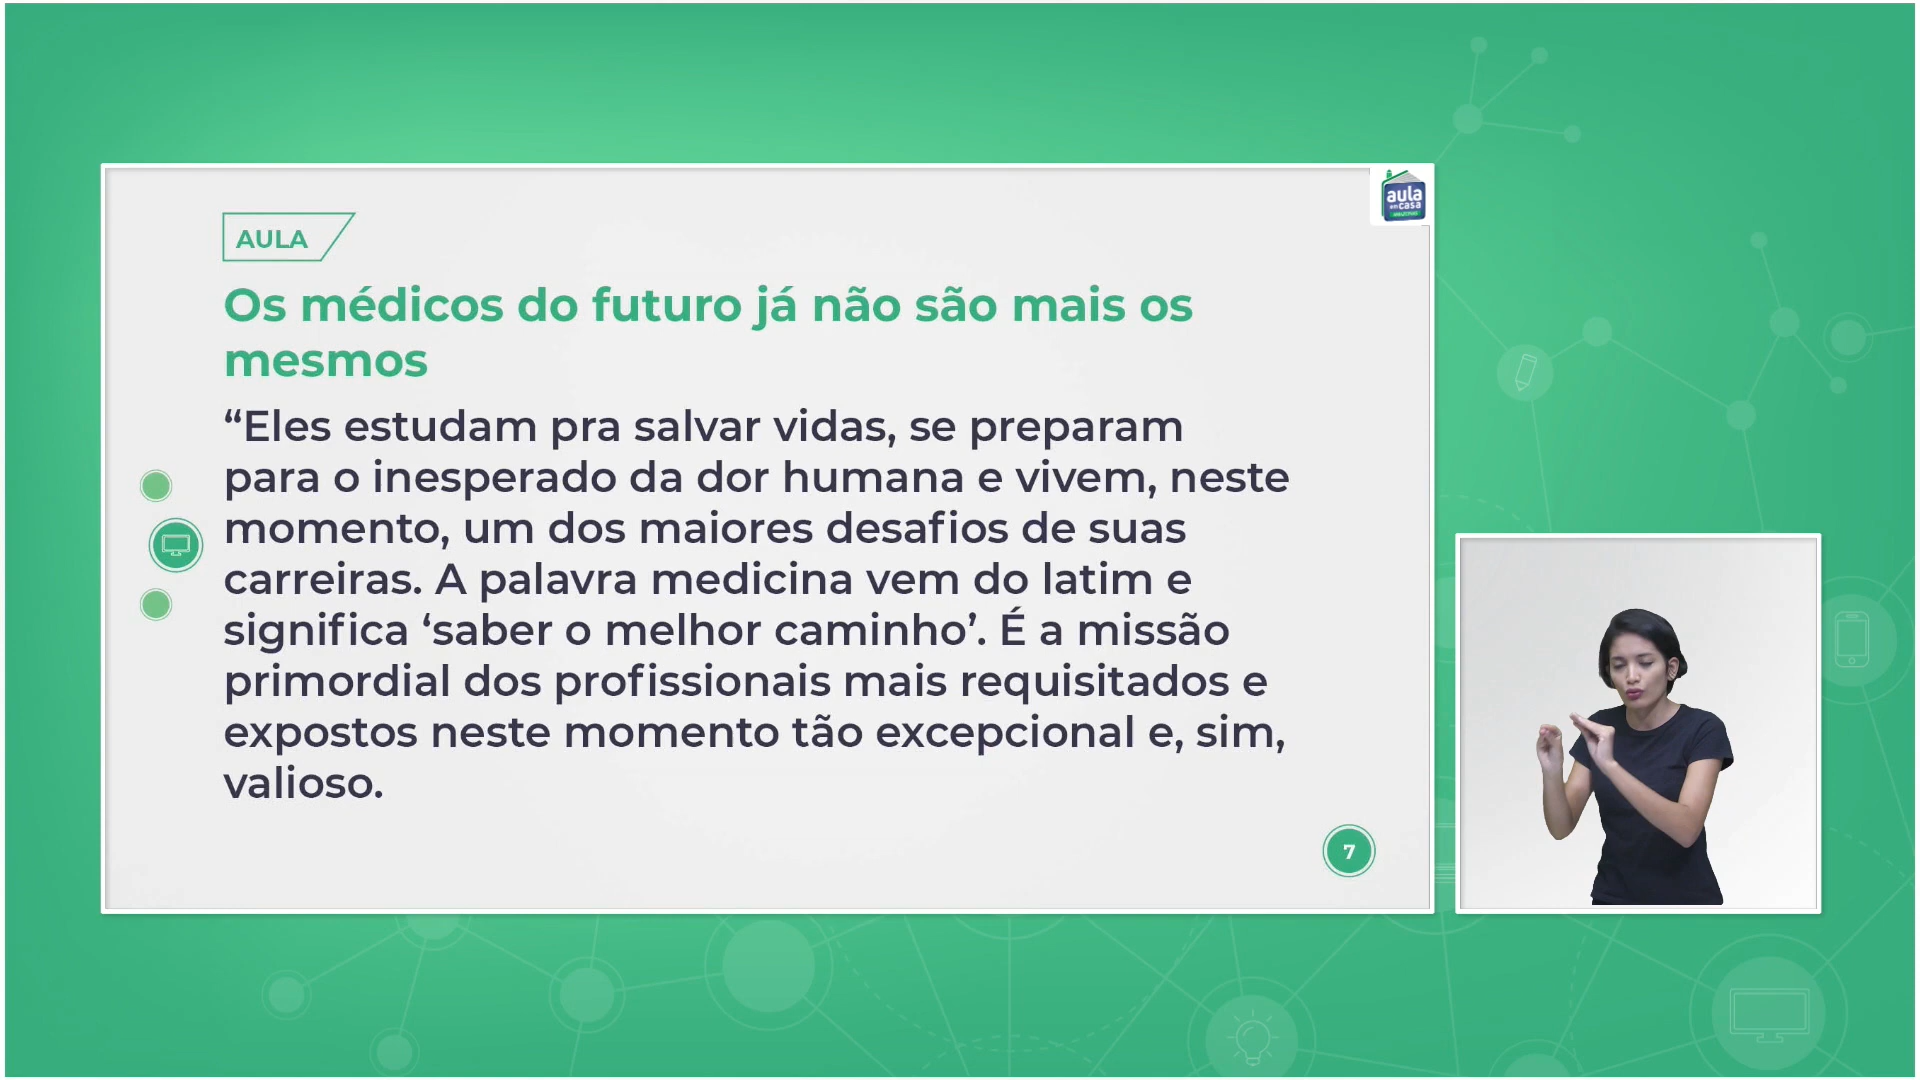 aula
em casa
AULA
Os médicos do futuro já não são mais os
mesmos
“Eles estudam pra salvar vidas, se preparam
para o inesperado da dor humana e vivem, neste
momento, um dos maiores desafios de suas
carreiras. A palavra medicina vem do latim e
significa ‘saber o melhor caminho’. É a missão
primordial dos profissionais mais requisitados e
expostos neste momento tão excepcional e, sim,
valioso.
7